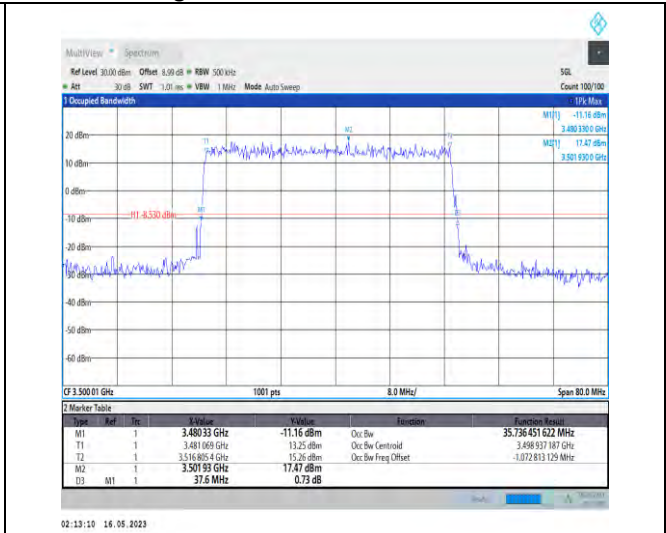 MultiView Spectrum
Ref Level 30.00 dBm Offset 8.99 dB RBW 500 kHz SGL
Att 30 dB SWT 1.01 ms VBW 1 MHz Mode Auto Sweep Count 100/100
1 Occupied Bandwidth 1Pk Max
M1[1] -11.16 dBm
3.480 330 0 GHz
M2[1] 17.47 dBm
3.501 930 0 GHz
20 dBm
T1
M2
T2
10 dBm
0 dBm
H1 -8.530 dBm
M1
D3
-10 dBm
-20 dBm
-30 dBm
-40 dBm
-50 dBm
-60 dBm
CF 3.500 01 GHz 1001 pts 8.0 MHz/ Span 80.0 MHz
2 Marker Table
Type Ref Trc X-Value Y-Value Function Function Result
M1 1 3.480 33 GHz -11.16 dBm Occ Bw 35.736 451 622 MHz
T1 1 3.481 069 GHz 13.25 dBm Occ Bw Centroid 3.498 937 187 GHz
T2 1 3.516 805 4 GHz 15.26 dBm Occ Bw Freq Offset -1.072 813 129 MHz
M2 1 3.501 93 GHz 17.47 dBm
D3 M1 1 37.6 MHz 0.73 dB
02:13:10 16.05.2023